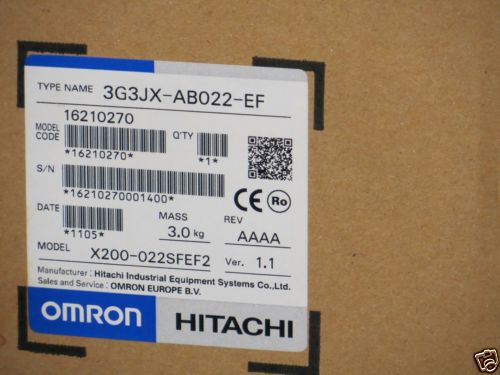 TYPE NAME 3G3JX-AB022-EF
MODEL CODE 16210270
*16210270*
Q'TY
*1*
S/N
*16210270001400*
CE Ro
DATE
*1105*
MASS
3.0 kg
REV
AAAA
MODEL X200-022SFEF2 Ver. 1.1
Manufacturer : Hitachi Industrial Equipment Systems Co.,Ltd.
Sales and Service : OMRON EUROPE B.V.
OMRON HITACHI